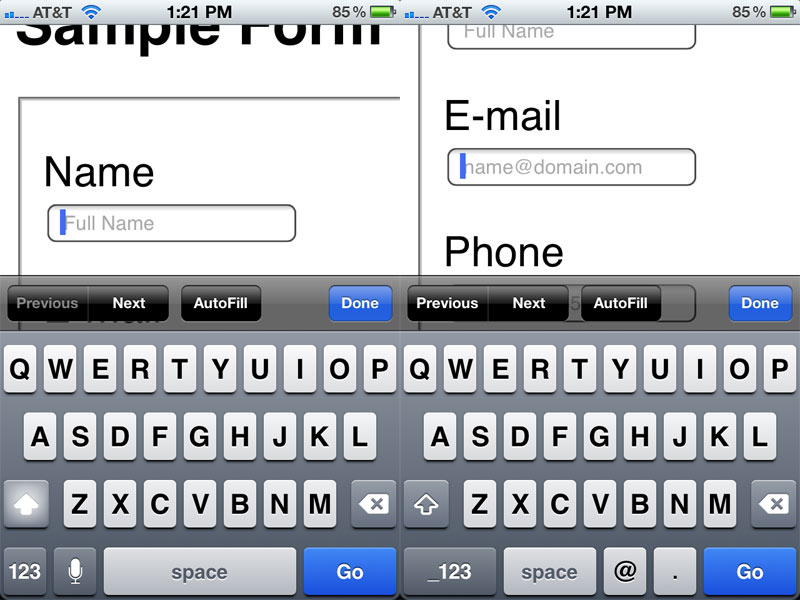 AT&T 1:21 PM 85%
Sample Form
Name
Full Name
Previous Next AutoFill Done
Q W E R T Y U I O P
A S D F G H J K L
Z X C V B N M
123 space Go
AT&T 1:21 PM 85%
Full Name
E-mail
name@domain.com
Phone
Previous Next AutoFill Done
Q W E R T Y U I O P
A S D F G H J K L
Z X C V B N M
_123 space @ . Go